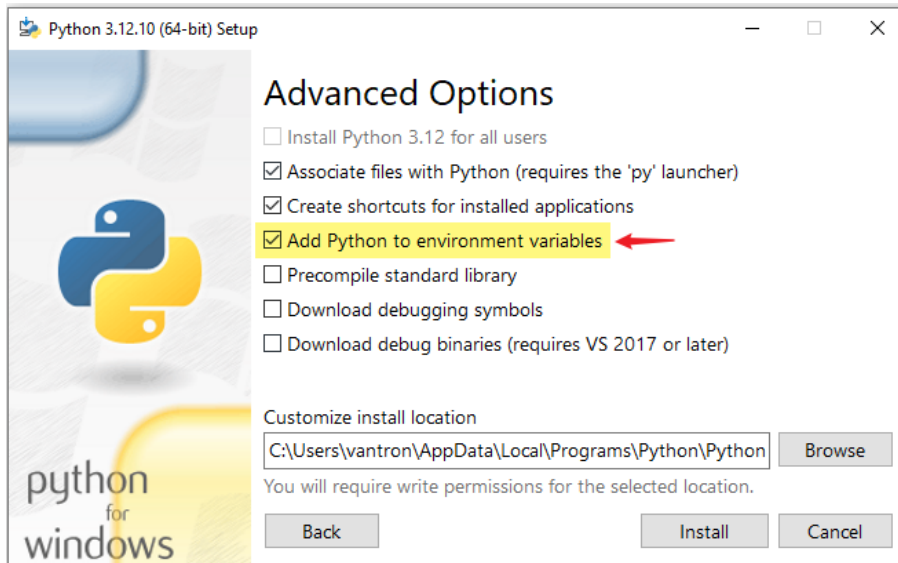 Python 3.12.10 (64-bit) Setup
Advanced Options
Install Python 3.12 for all users
Associate files with Python (requires the 'py' launcher)
Create shortcuts for installed applications
Add Python to environment variables
Precompile standard library
Download debugging symbols
Download debug binaries (requires VS 2017 or later)
Customize install location
C:\Users\vantron\AppData\Local\Programs\Python\Python
Browse
You will require write permissions for the selected location.
python
for
windows
Back
Install
Cancel